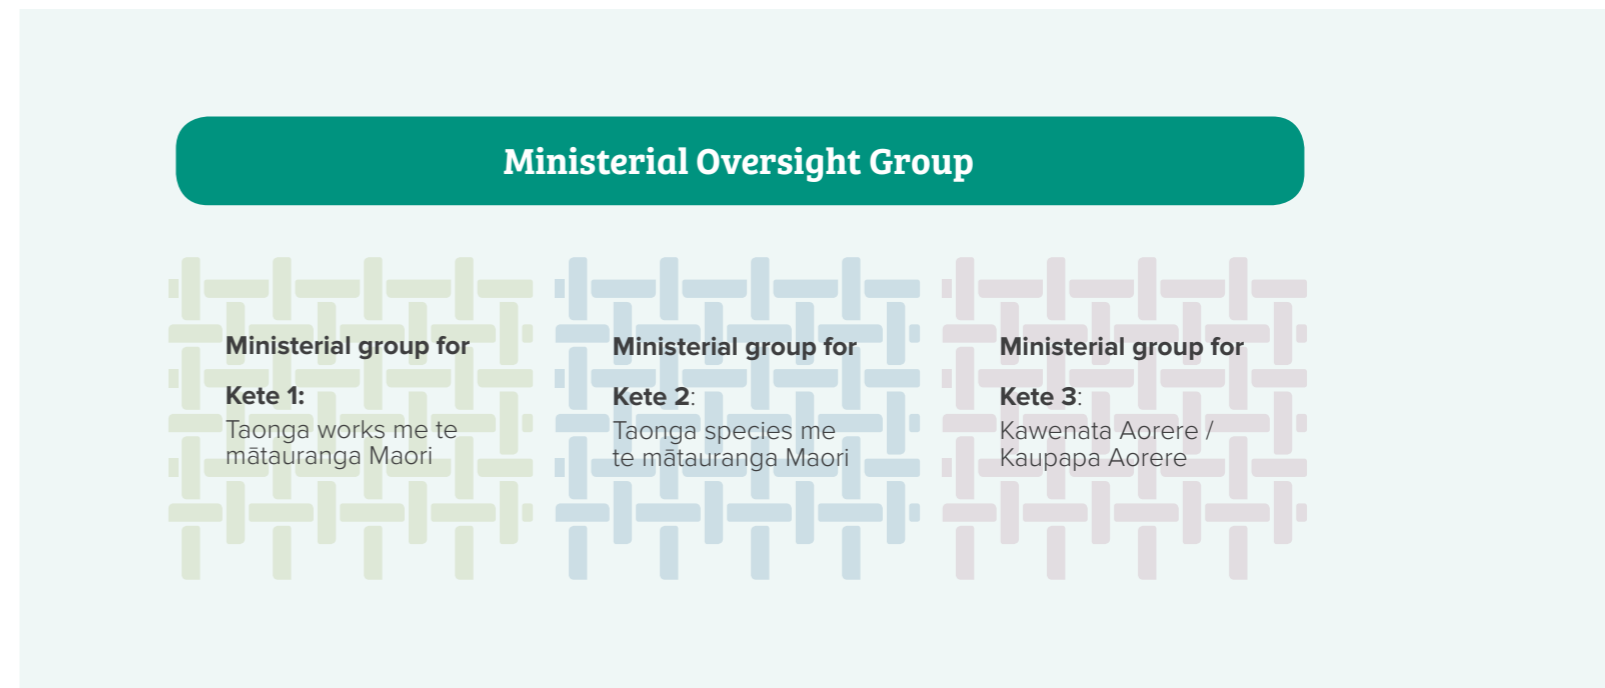 Ministerial Oversight Group
Ministerial group for
Kete 1:
Taonga works me te
mātauranga Maori
Ministerial group for
Kete 2:
Taonga species me
te mātauranga Maori
Ministerial group for
Kete 3:
Kawenata Aorere /
Kaupapa Aorere